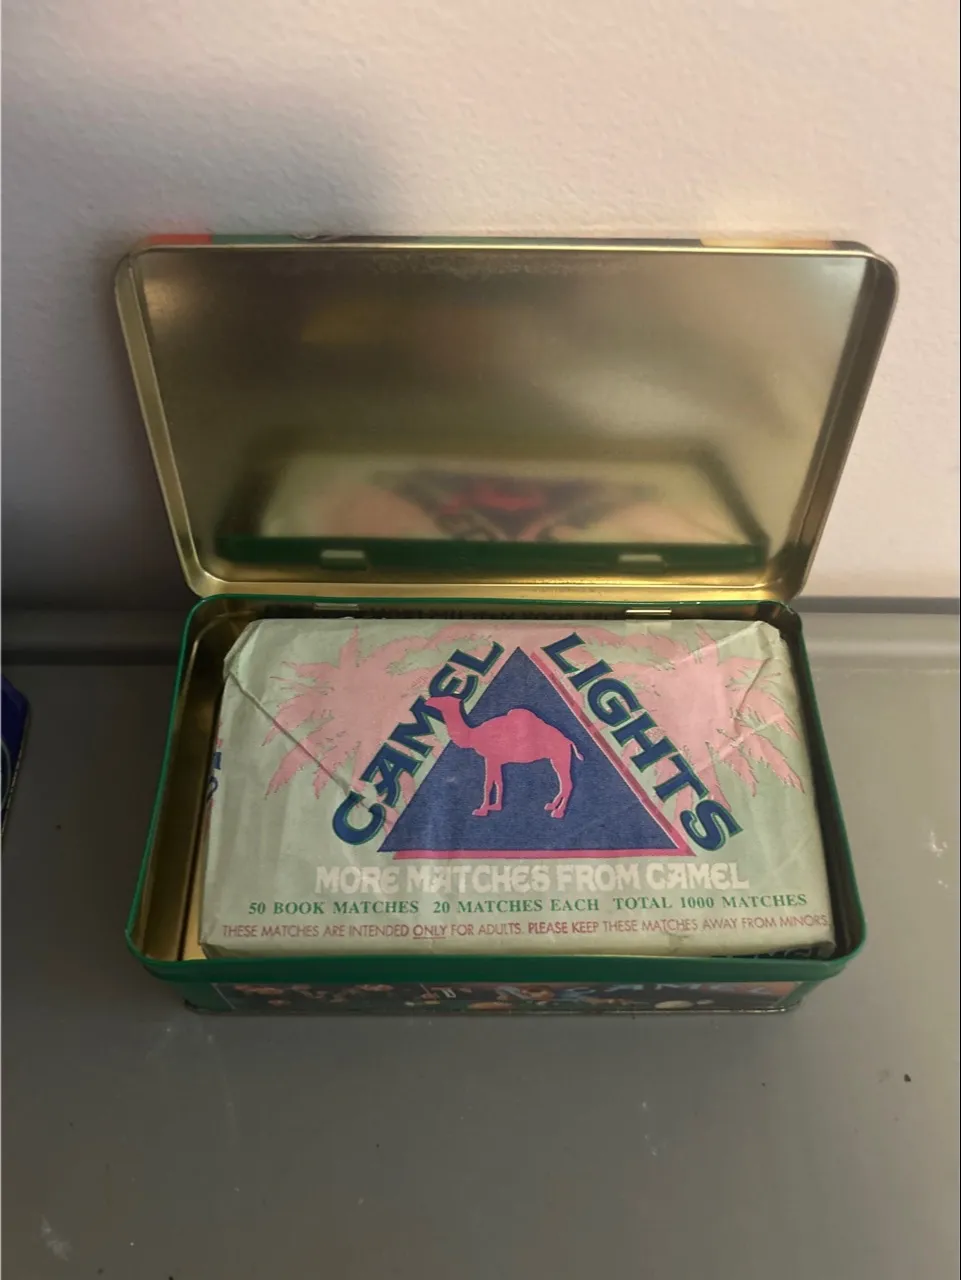 CAMEL LIGHTS
MORE MATCHES FROM CAMEL
50 BOOK MATCHES 20 MATCHES EACH TOTAL 1000 MATCHES
THESE MATCHES ARE INTENDED ONLY FOR ADULTS. PLEASE KEEP THESE MATCHES AWAY FROM MINORS.
CAMEL